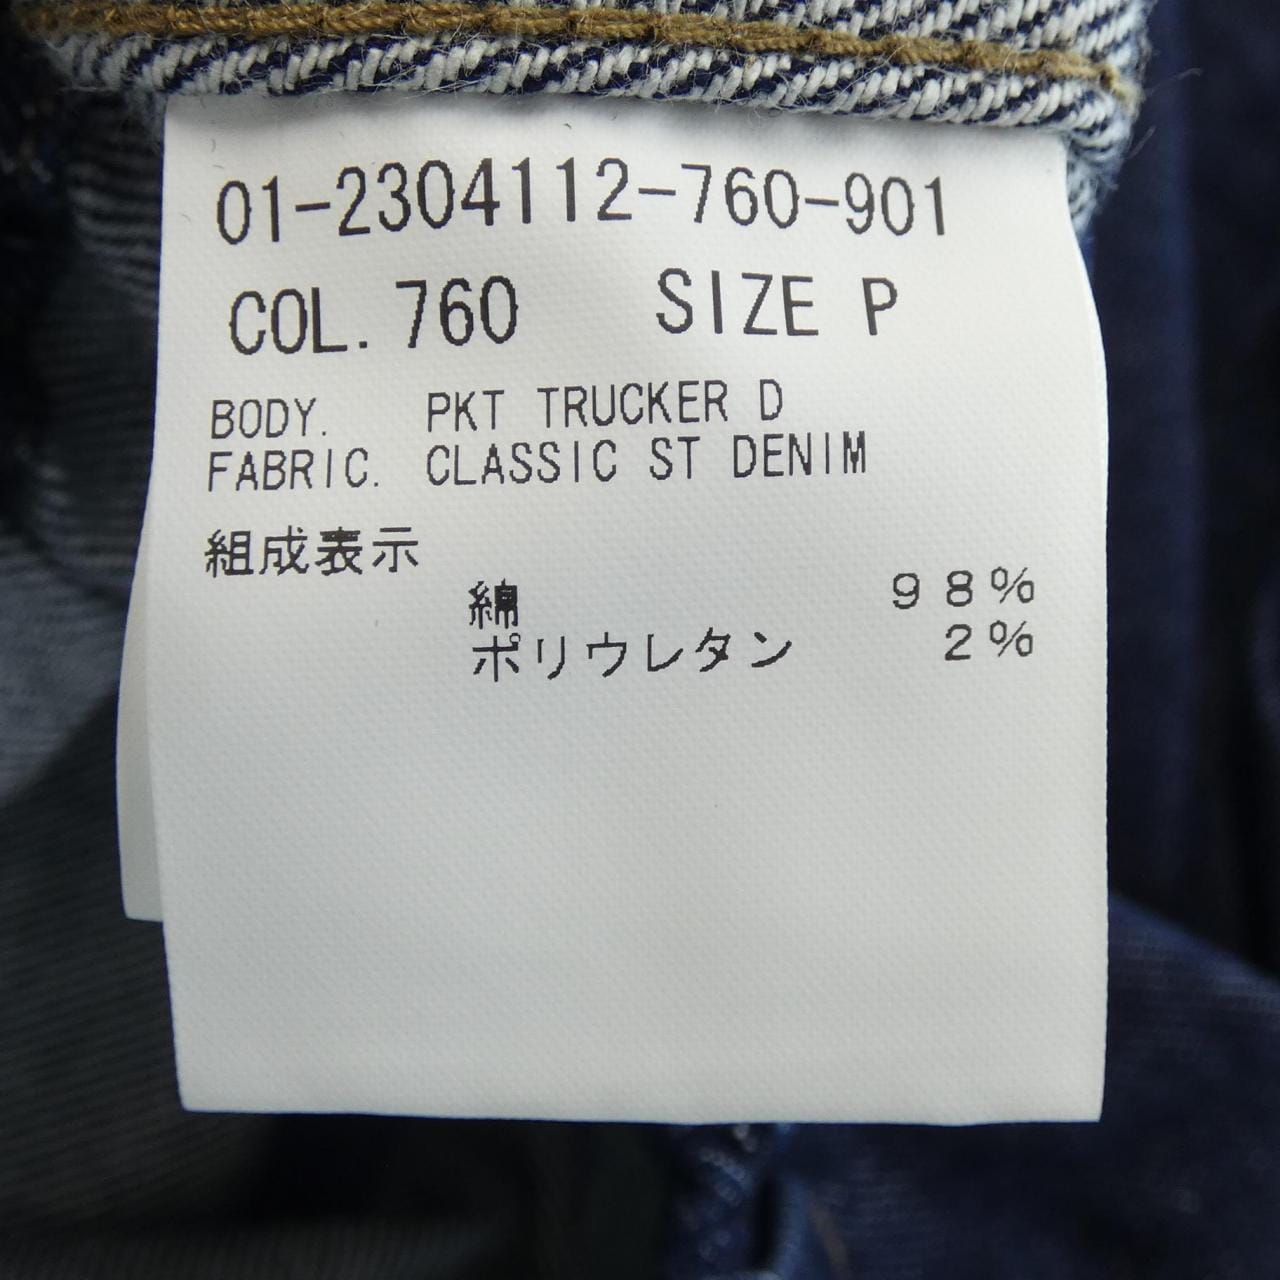 01-2304112-760-901
COL. 760 SIZE P
BODY. PKT TRUCKER D
FABRIC. CLASSIC ST DENIM
組成表示
綿 98%
ポリウレタン 2%